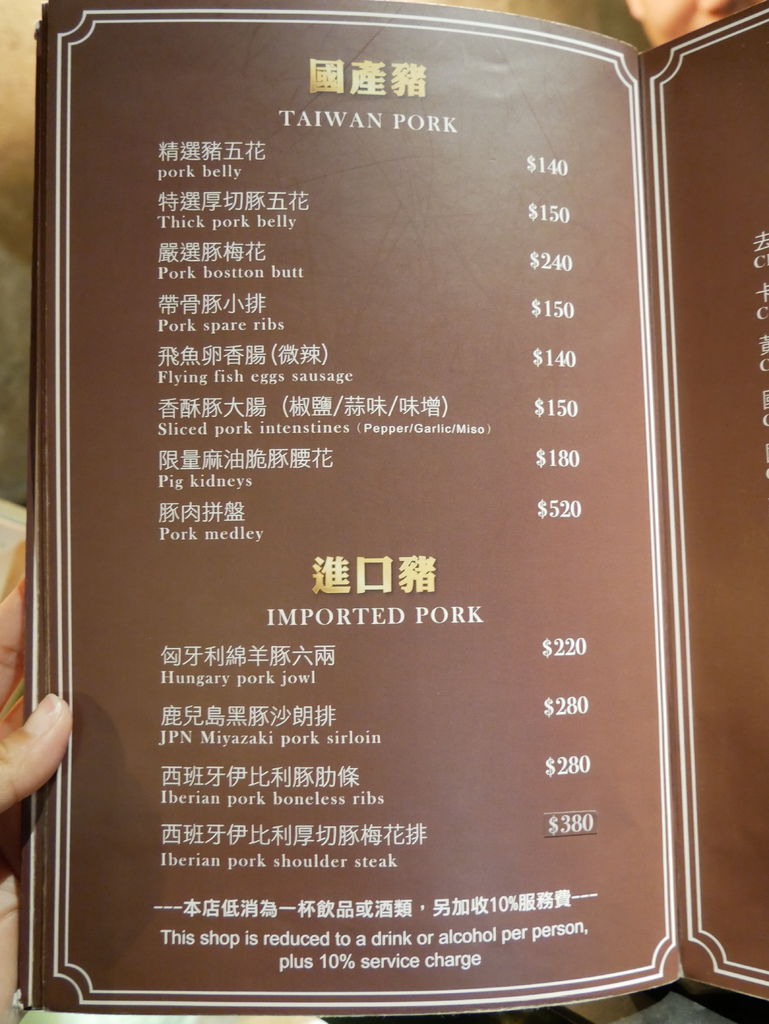 國產豬
TAIWAN PORK
精選豬五花
pork belly
$140
特選厚切豚五花
Thick pork belly
$150
嚴選豚梅花
Pork bostton butt
$240
帶骨豚小排
Pork spare ribs
$150
飛魚卵香腸(微辣)
Flying fish eggs sausage
$140
香酥豚大腸 (椒鹽/蒜味/味增)
Sliced pork intenstines (Pepper/Garlic/Miso)
$150
限量麻油脆豚腰花
Pig kidneys
$180
豚肉拼盤
Pork medley
$520
進口豬
IMPORTED PORK
匈牙利綿羊豚六兩
Hungary pork jowl
$220
鹿兒島黑豚沙朗排
JPN Miyazaki pork sirloin
$280
西班牙伊比利豚肋條
Iberian pork boneless ribs
$280
西班牙伊比利厚切豚梅花排
Iberian pork shoulder steak
$380
---本店低消為一杯飲品或酒類，另加收10%服務費---
This shop is reduced to a drink or alcohol per person,
plus 10% service charge